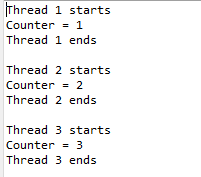 Thread 1 starts
Counter = 1
Thread 1 ends

Thread 2 starts
Counter = 2
Thread 2 ends

Thread 3 starts
Counter = 3
Thread 3 ends